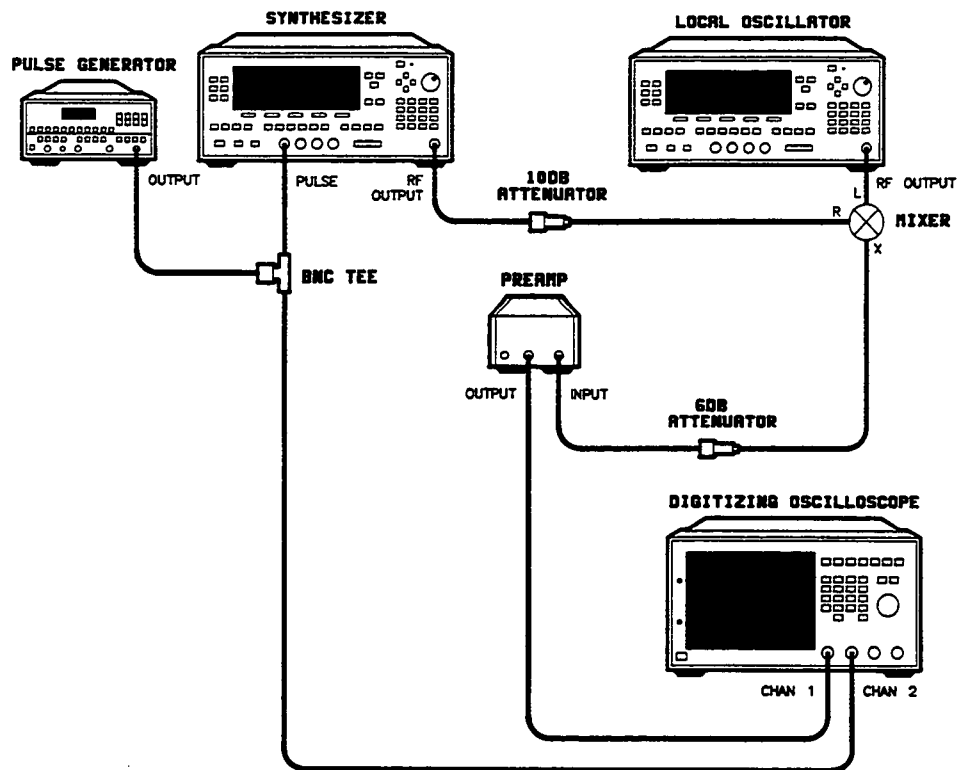 SYNTHESIZER
LOCAL OSCILLATOR
PULSE GENERATOR
OUTPUT
PULSE
RF
OUTPUT
10DB
ATTENUATOR
RF OUTPUT
L
R
MIXER
X
BNC TEE
PREAMP
OUTPUT
INPUT
6DB
ATTENUATOR
DIGITIZING OSCILLOSCOPE
CHAN 1
CHAN 2